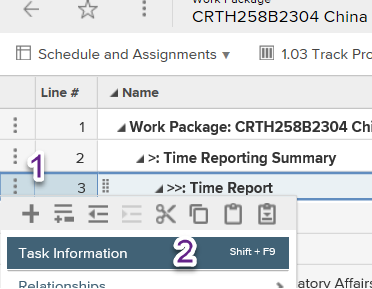 Work Package
CRTH258B2304 China
Schedule and Assignments
1.03 Track Pro
Line #
Name
1
Work Package: CRTH258B2304 Chi
2
>: Time Reporting Summary
1
3
>>: Time Report
Task Information
2
Shift + F9
Relationships
atory Affairs